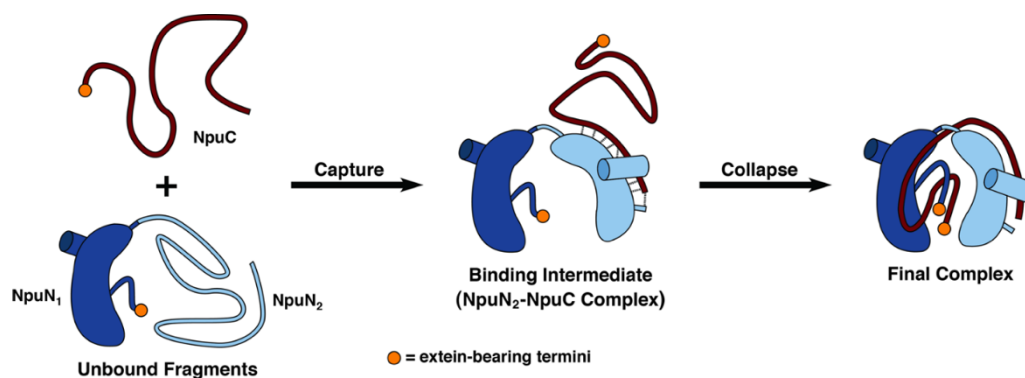 NpuC
+
NpuN₁
NpuN₂
Unbound Fragments
Capture
Binding Intermediate
(NpuN₂-NpuC Complex)
Collapse
Final Complex
= extein-bearing termini